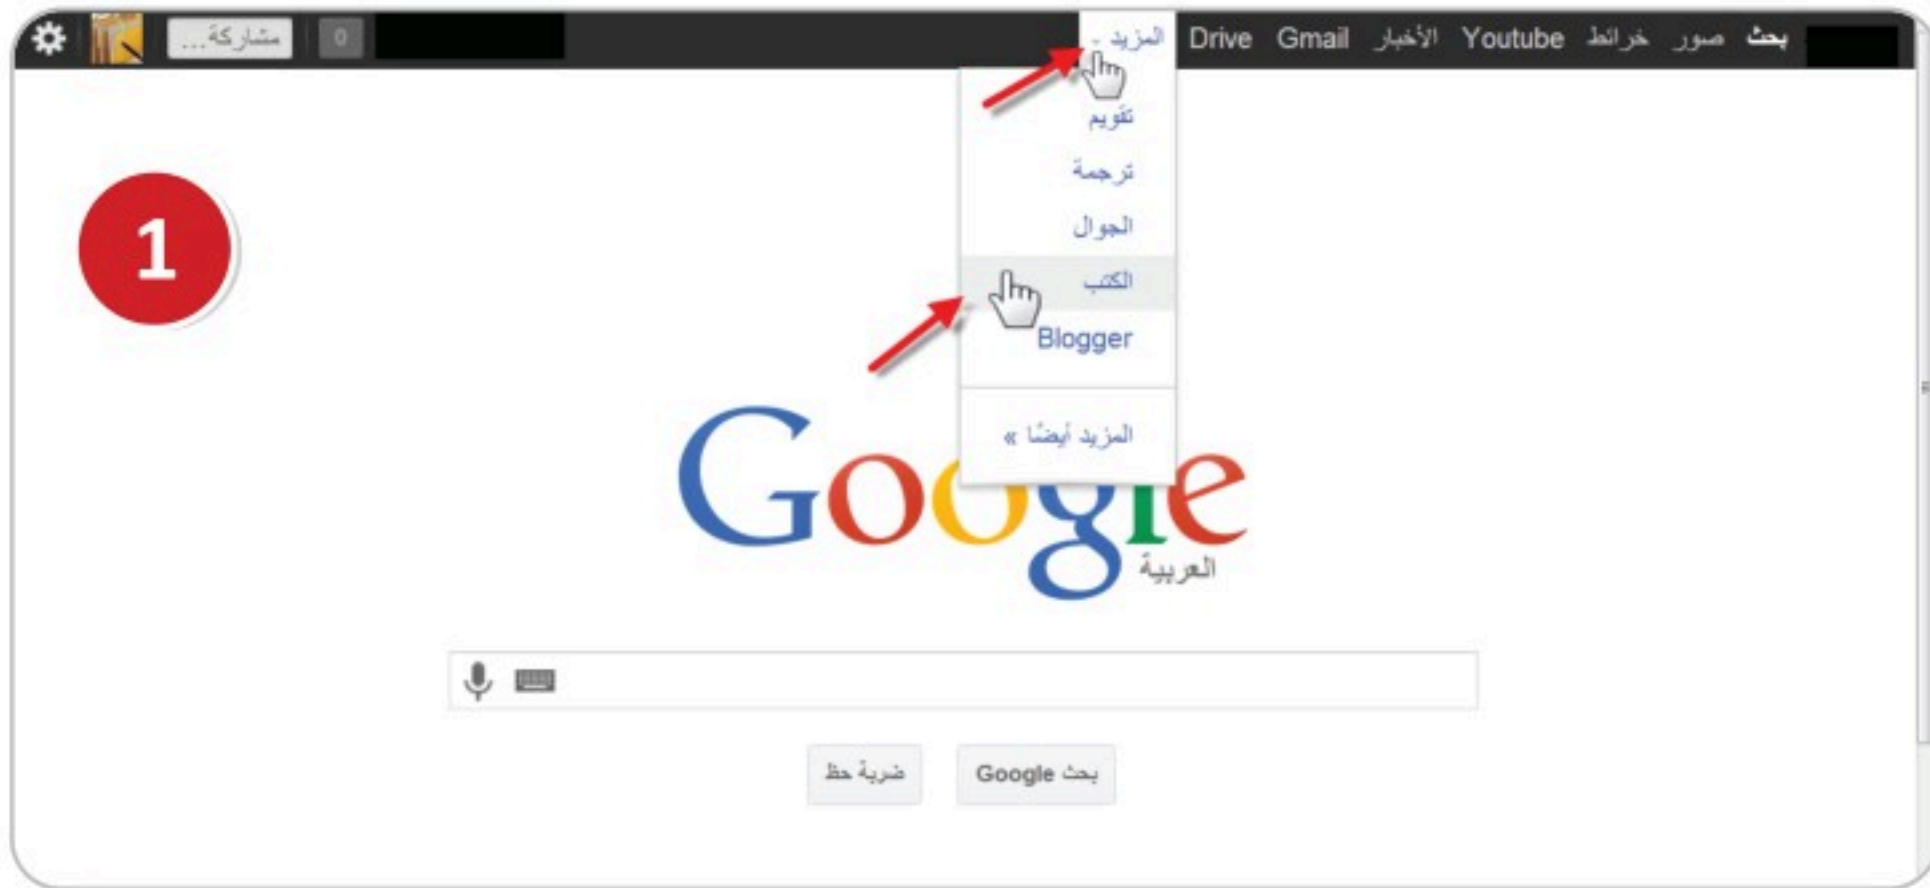 بحث صور خرائط Youtube الأخبار Gmail Drive المزيد
0 مشاركة...
تقويم
ترجمة
الجوال
الكتب
Blogger
المزيد أيضًا »
1
Google
العربية
بحث Google ضربة حظ